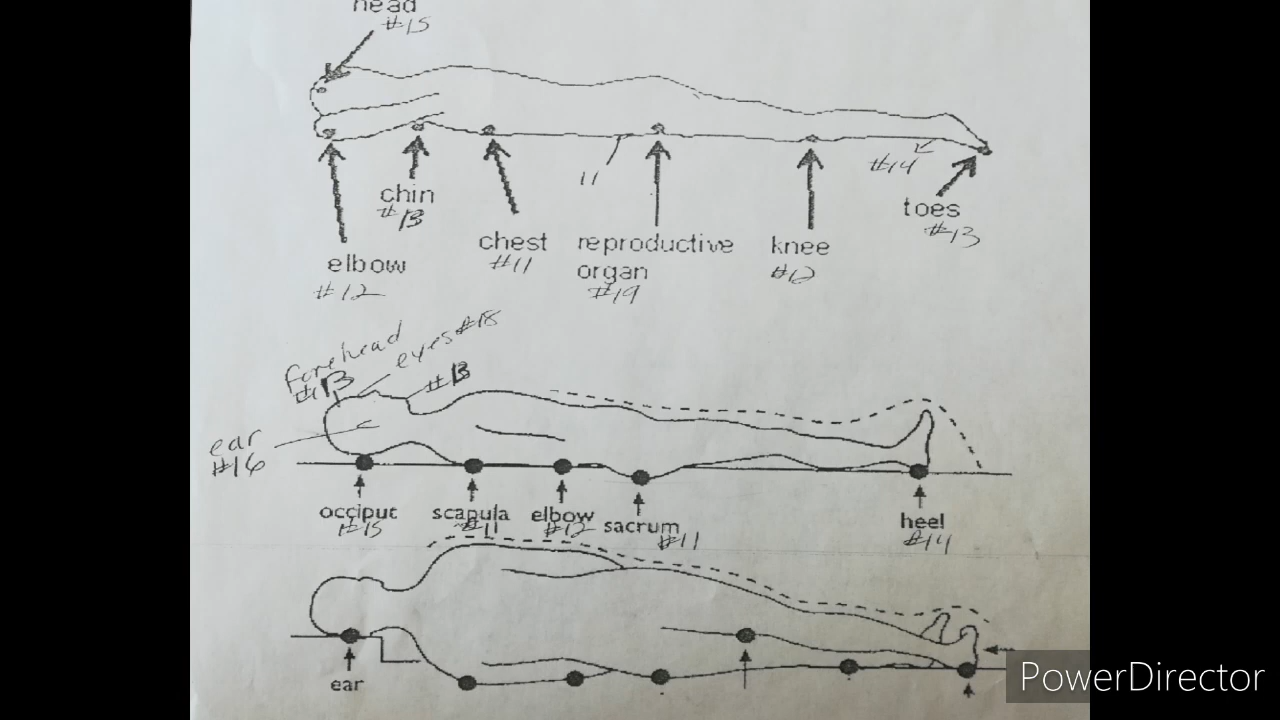 head
#15
chin
#13
elbow
#12
chest
#11
11
reproductive
organ
#19
knee
#12
#14
toes
#13
forehead
#13
eyes #18
#13
ear
#16
occiput
#15
scapula
#11
elbow
#12
sacrum
#11
heel
#14
ear
PowerDirector